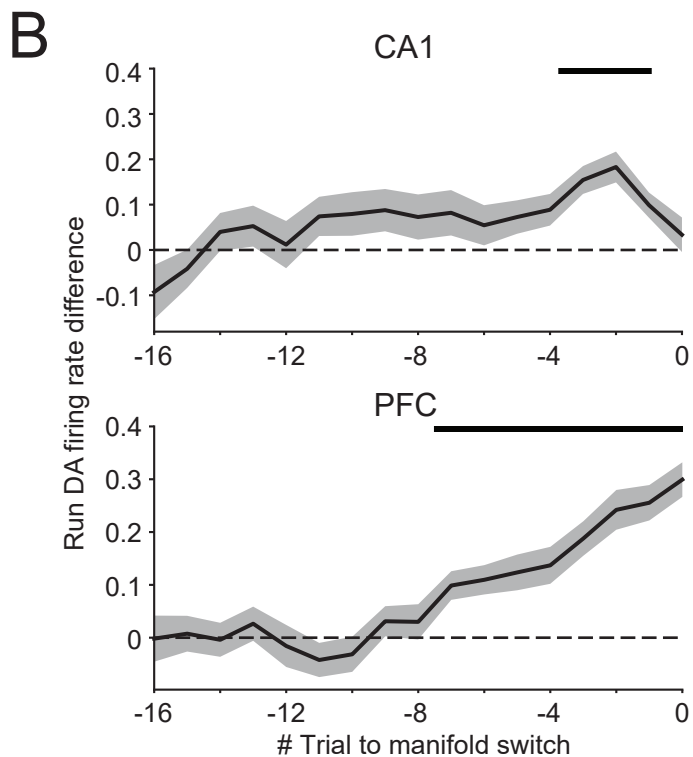 B
CA1
0.4
0.3
0.2
0.1
0
-0.1
-16 -12 -8 -4 0
Run DA firing rate difference
PFC
0.4
0.3
0.2
0.1
0
-16 -12 -8 -4 0
# Trial to manifold switch